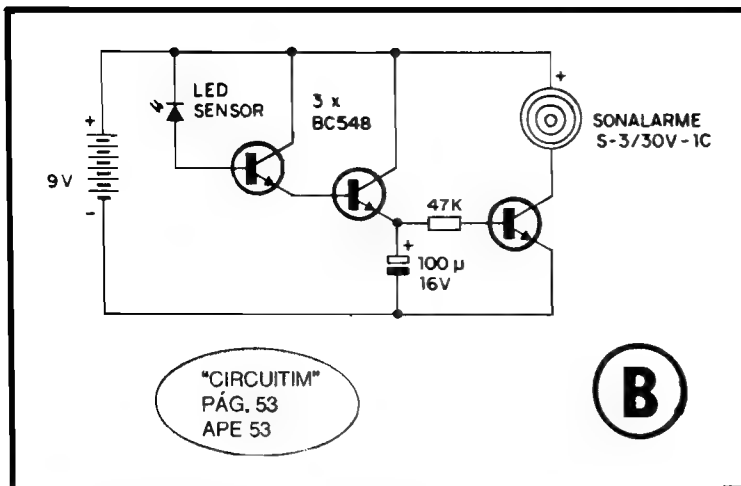 LED
SENSOR
3 x
BC548
+
SONALARME
S-3/30V-1C
+
9V
-
47K
+
100 µ
16V
"CIRCUITIM"
PÁG. 53
APE 53
B